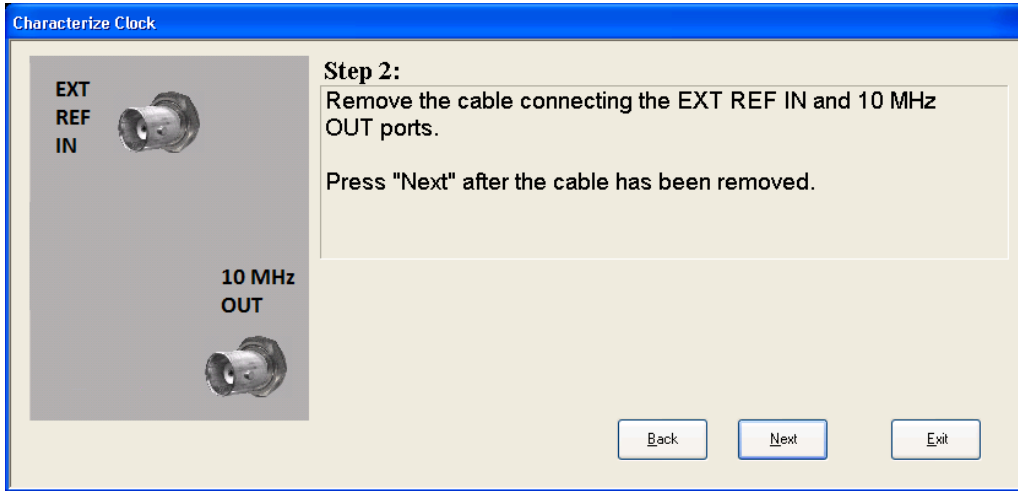 Characterize Clock
EXT
REF
IN
10 MHz
OUT
Step 2:
Remove the cable connecting the EXT REF IN and 10 MHz
OUT ports.
Press "Next" after the cable has been removed.
Back
Next
Exit